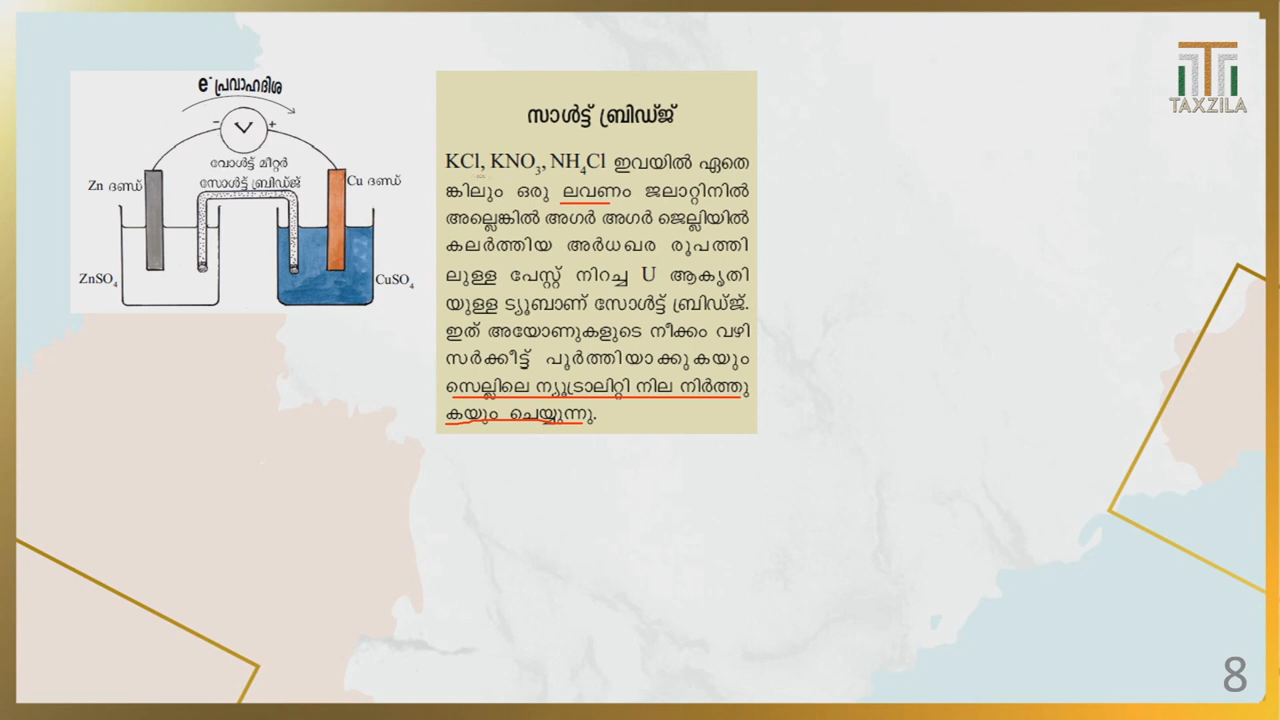 e⁻ പ്രവാഹദിശ
− V +
വോൾട്ട് മീറ്റർ
Zn ദണ്ഡ്
സോൾട്ട് ബ്രിഡ്ജ്
Cu ദണ്ഡ്
ZnSO₄
CuSO₄
സാൾട്ട് ബ്രിഡ്ജ്
KCl, KNO₃, NH₄Cl ഇവയിൽ ഏതെ
ങ്കിലും ഒരു ലവണം ജലാറ്റിനിൽ
അല്ലെങ്കിൽ അഗർ അഗർ ജെല്ലിയിൽ
കലർത്തിയ അർധഖര രൂപത്തി
ലുള്ള പേസ്റ്റ് നിറച്ച U ആകൃതി
യുള്ള ട്യൂബാണ് സോൾട്ട് ബ്രിഡ്ജ്.
ഇത് അയോണുകളുടെ നീക്കം വഴി
സർക്കീട്ട് പൂർത്തിയാക്കുകയും
സെല്ലിലെ ന്യൂട്രാലിറ്റി നില നിർത്തു
കയും ചെയ്യുന്നു.
TAXZILA
8